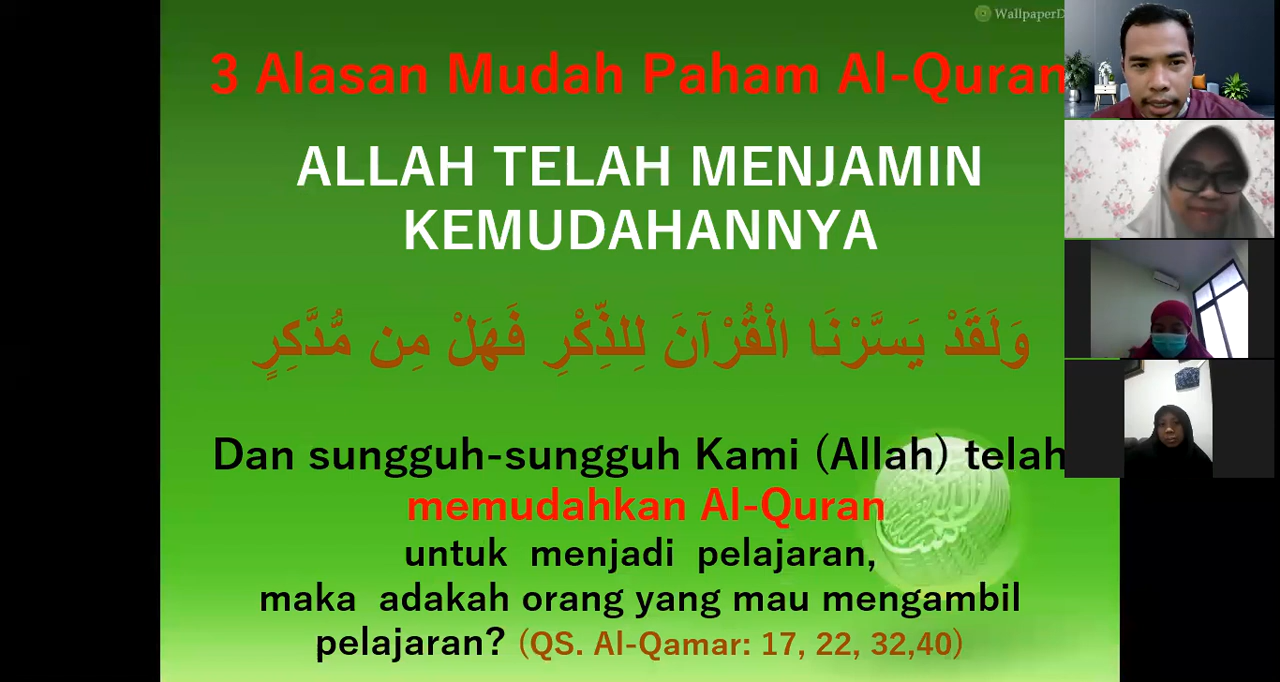 WallpaperD
3 Alasan Mudah Paham Al-Quran
ALLAH TELAH MENJAMIN
KEMUDAHANNYA
وَلَقَدْ يَسَّرْنَا الْقُرْآنَ لِلذِّكْرِ فَهَلْ مِن مُّدَّكِرٍ
Dan sungguh-sungguh Kami (Allah) telah
memudahkan Al-Quran
untuk menjadi pelajaran,
maka adakah orang yang mau mengambil
pelajaran? (QS. Al-Qamar: 17, 22, 32,40)